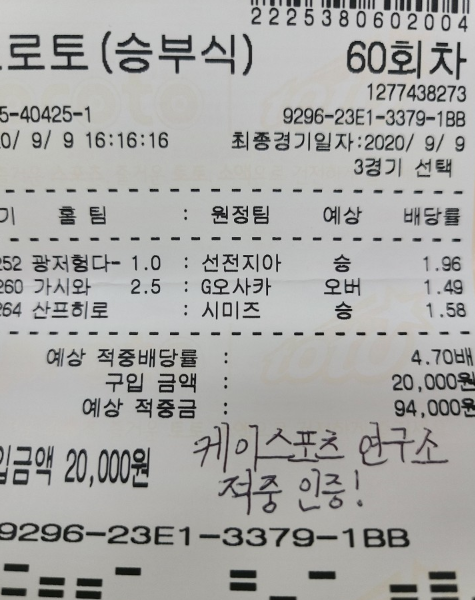 2225380602004
로토(승부식) 60회차
1277438273
5-40425-1 9296-23E1-3379-1BB
0/ 9/ 9 16:16:16 최종경기일자:2020/ 9/ 9
3경기 선택
기 홈 팀 : 원정팀 예상 배당률
252 광저헝다- 1.0 : 선전지아 승 1.96
260 가시와 2.5 : G오사카 오버 1.49
264 산프히로 : 시미즈 승 1.58
예상 적중배당률 : 4.70배
구입 금액 : 20,000원
예상 적중금 : 94,000원
입금액 20,000원
케이스포츠 연구조
적중 인증!
9296-23E1-3379-1BB